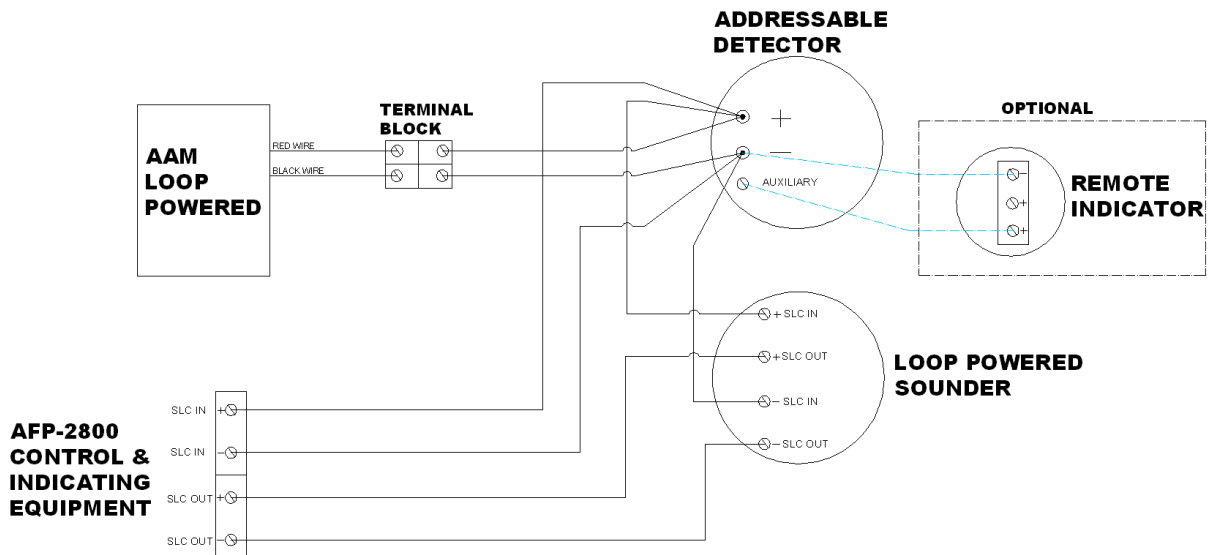 ADDRESSABLE
DETECTOR
OPTIONAL
TERMINAL
BLOCK
AAM
LOOP
POWERED
RED WIRE
BLACK WIRE
+
—
AUXILIARY
-
+
+
REMOTE
INDICATOR
+ SLC IN
+ SLC OUT
- SLC IN
- SLC OUT
LOOP POWERED
SOUNDER
AFP-2800
CONTROL &
INDICATING
EQUIPMENT
SLC IN +
SLC IN -
SLC OUT +
SLC OUT -